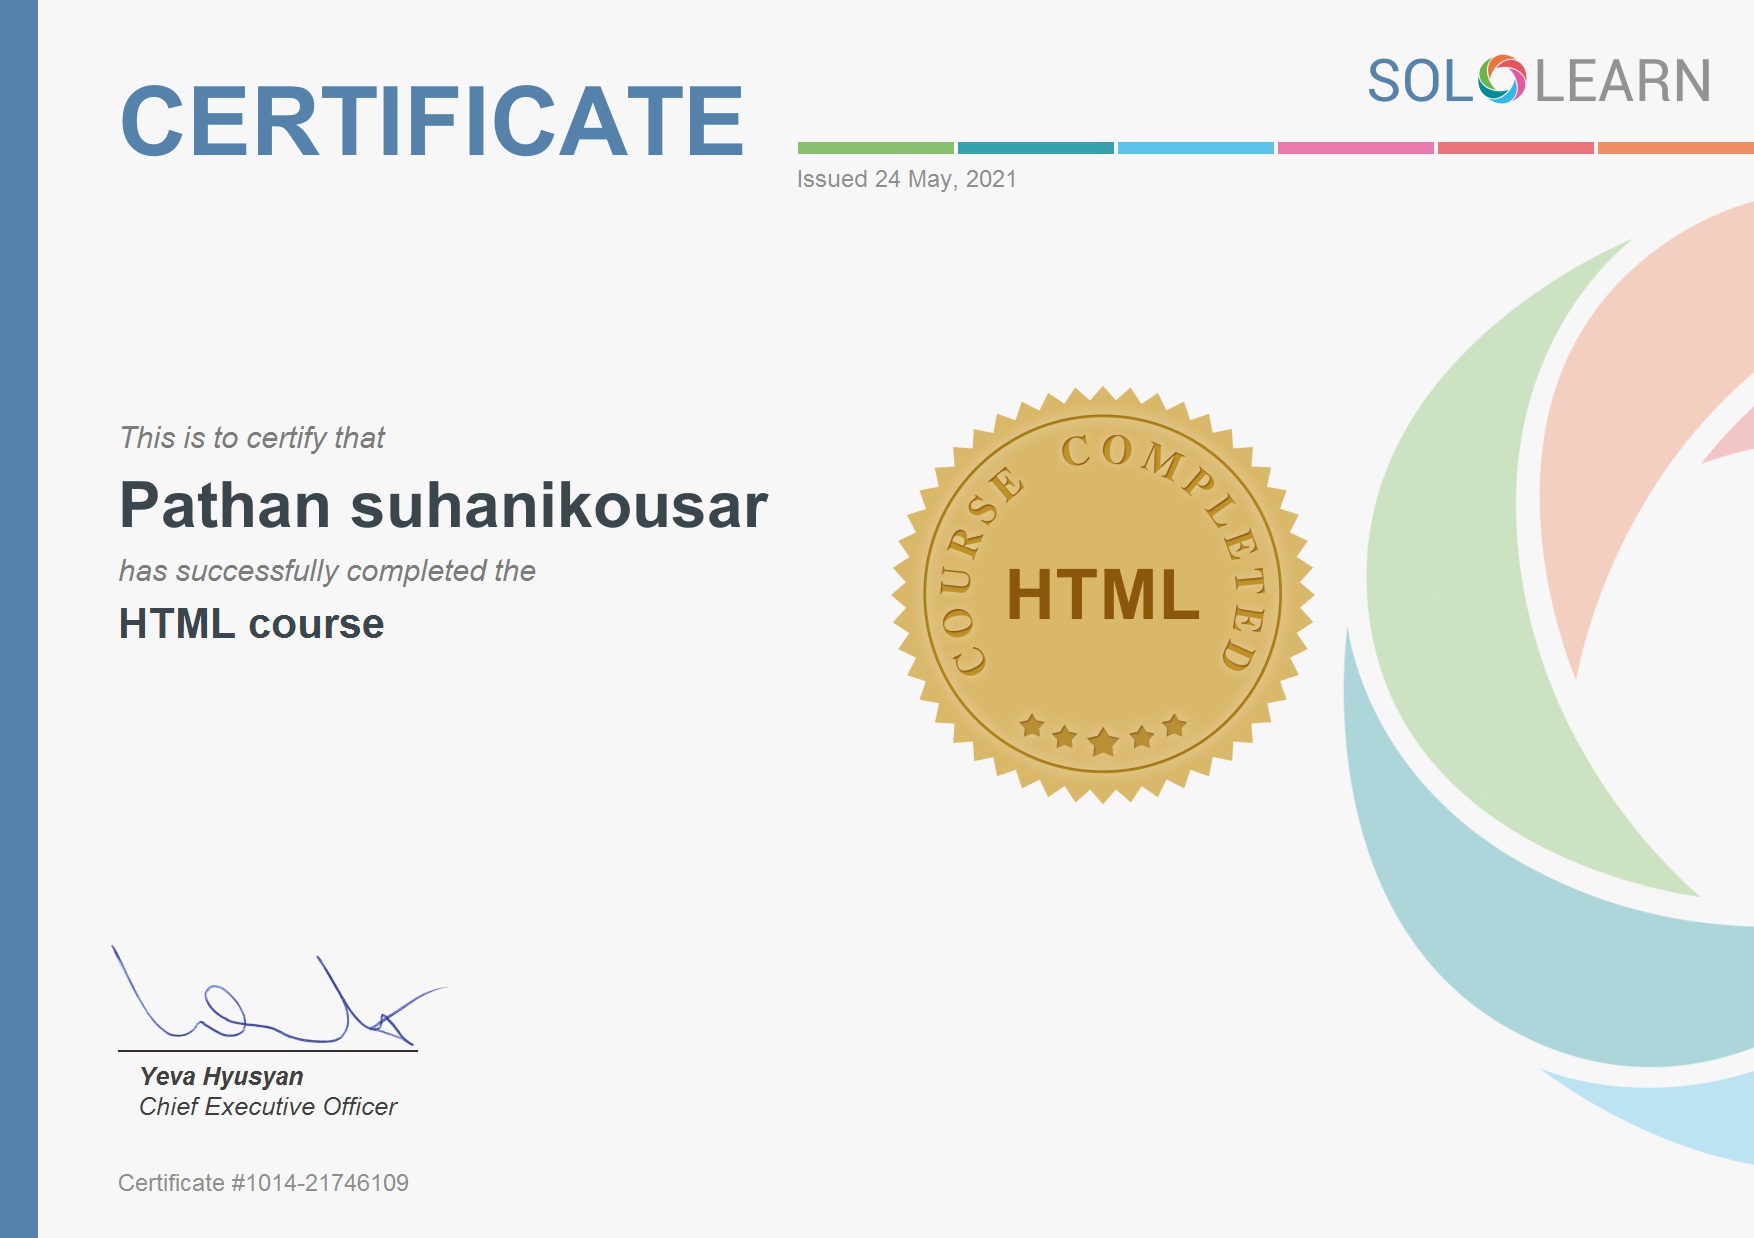 CERTIFICATE
SOLOLEARN
Issued 24 May, 2021
This is to certify that
Pathan suhanikousar
has successfully completed the
HTML course
COURSE COMPLETED
HTML
Yeva Hyusyan
Chief Executive Officer
Certificate #1014-21746109